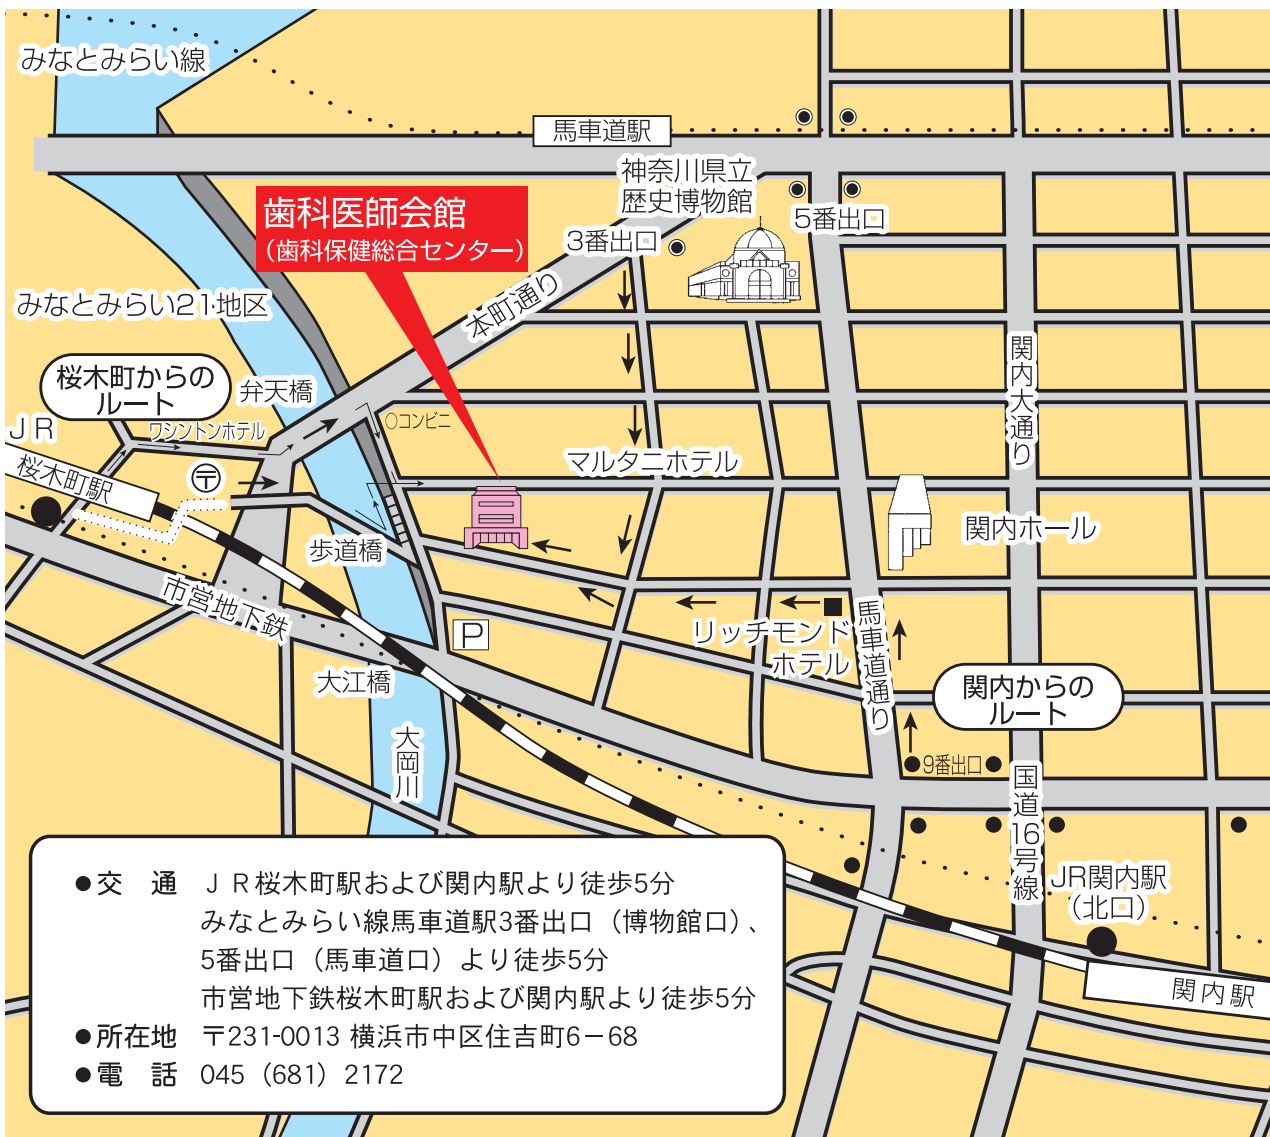 みなとみらい線
馬車道駅
神奈川県立
歴史博物館
5番出口
3番出口
歯科医師会館
（歯科保健総合センター）
みなとみらい21地区
本町通り
関内大通り
桜木町からの
ルート
弁天橋
ワシントンホテル
○コンビニ
JR
桜木町駅
〒
マルタニホテル
関内ホール
歩道橋
市営地下鉄
P
リッチモンド
ホテル
馬車道通り
大江橋
関内からの
ルート
大岡川
9番出口
国道16号線
JR関内駅
（北口）
関内駅
●交　通　ＪＲ桜木町駅および関内駅より徒歩5分
みなとみらい線馬車道駅3番出口（博物館口）、
5番出口（馬車道口）より徒歩5分
市営地下鉄桜木町駅および関内駅より徒歩5分
●所在地　〒231-0013 横浜市中区住吉町6－68
●電　話　045（681）2172